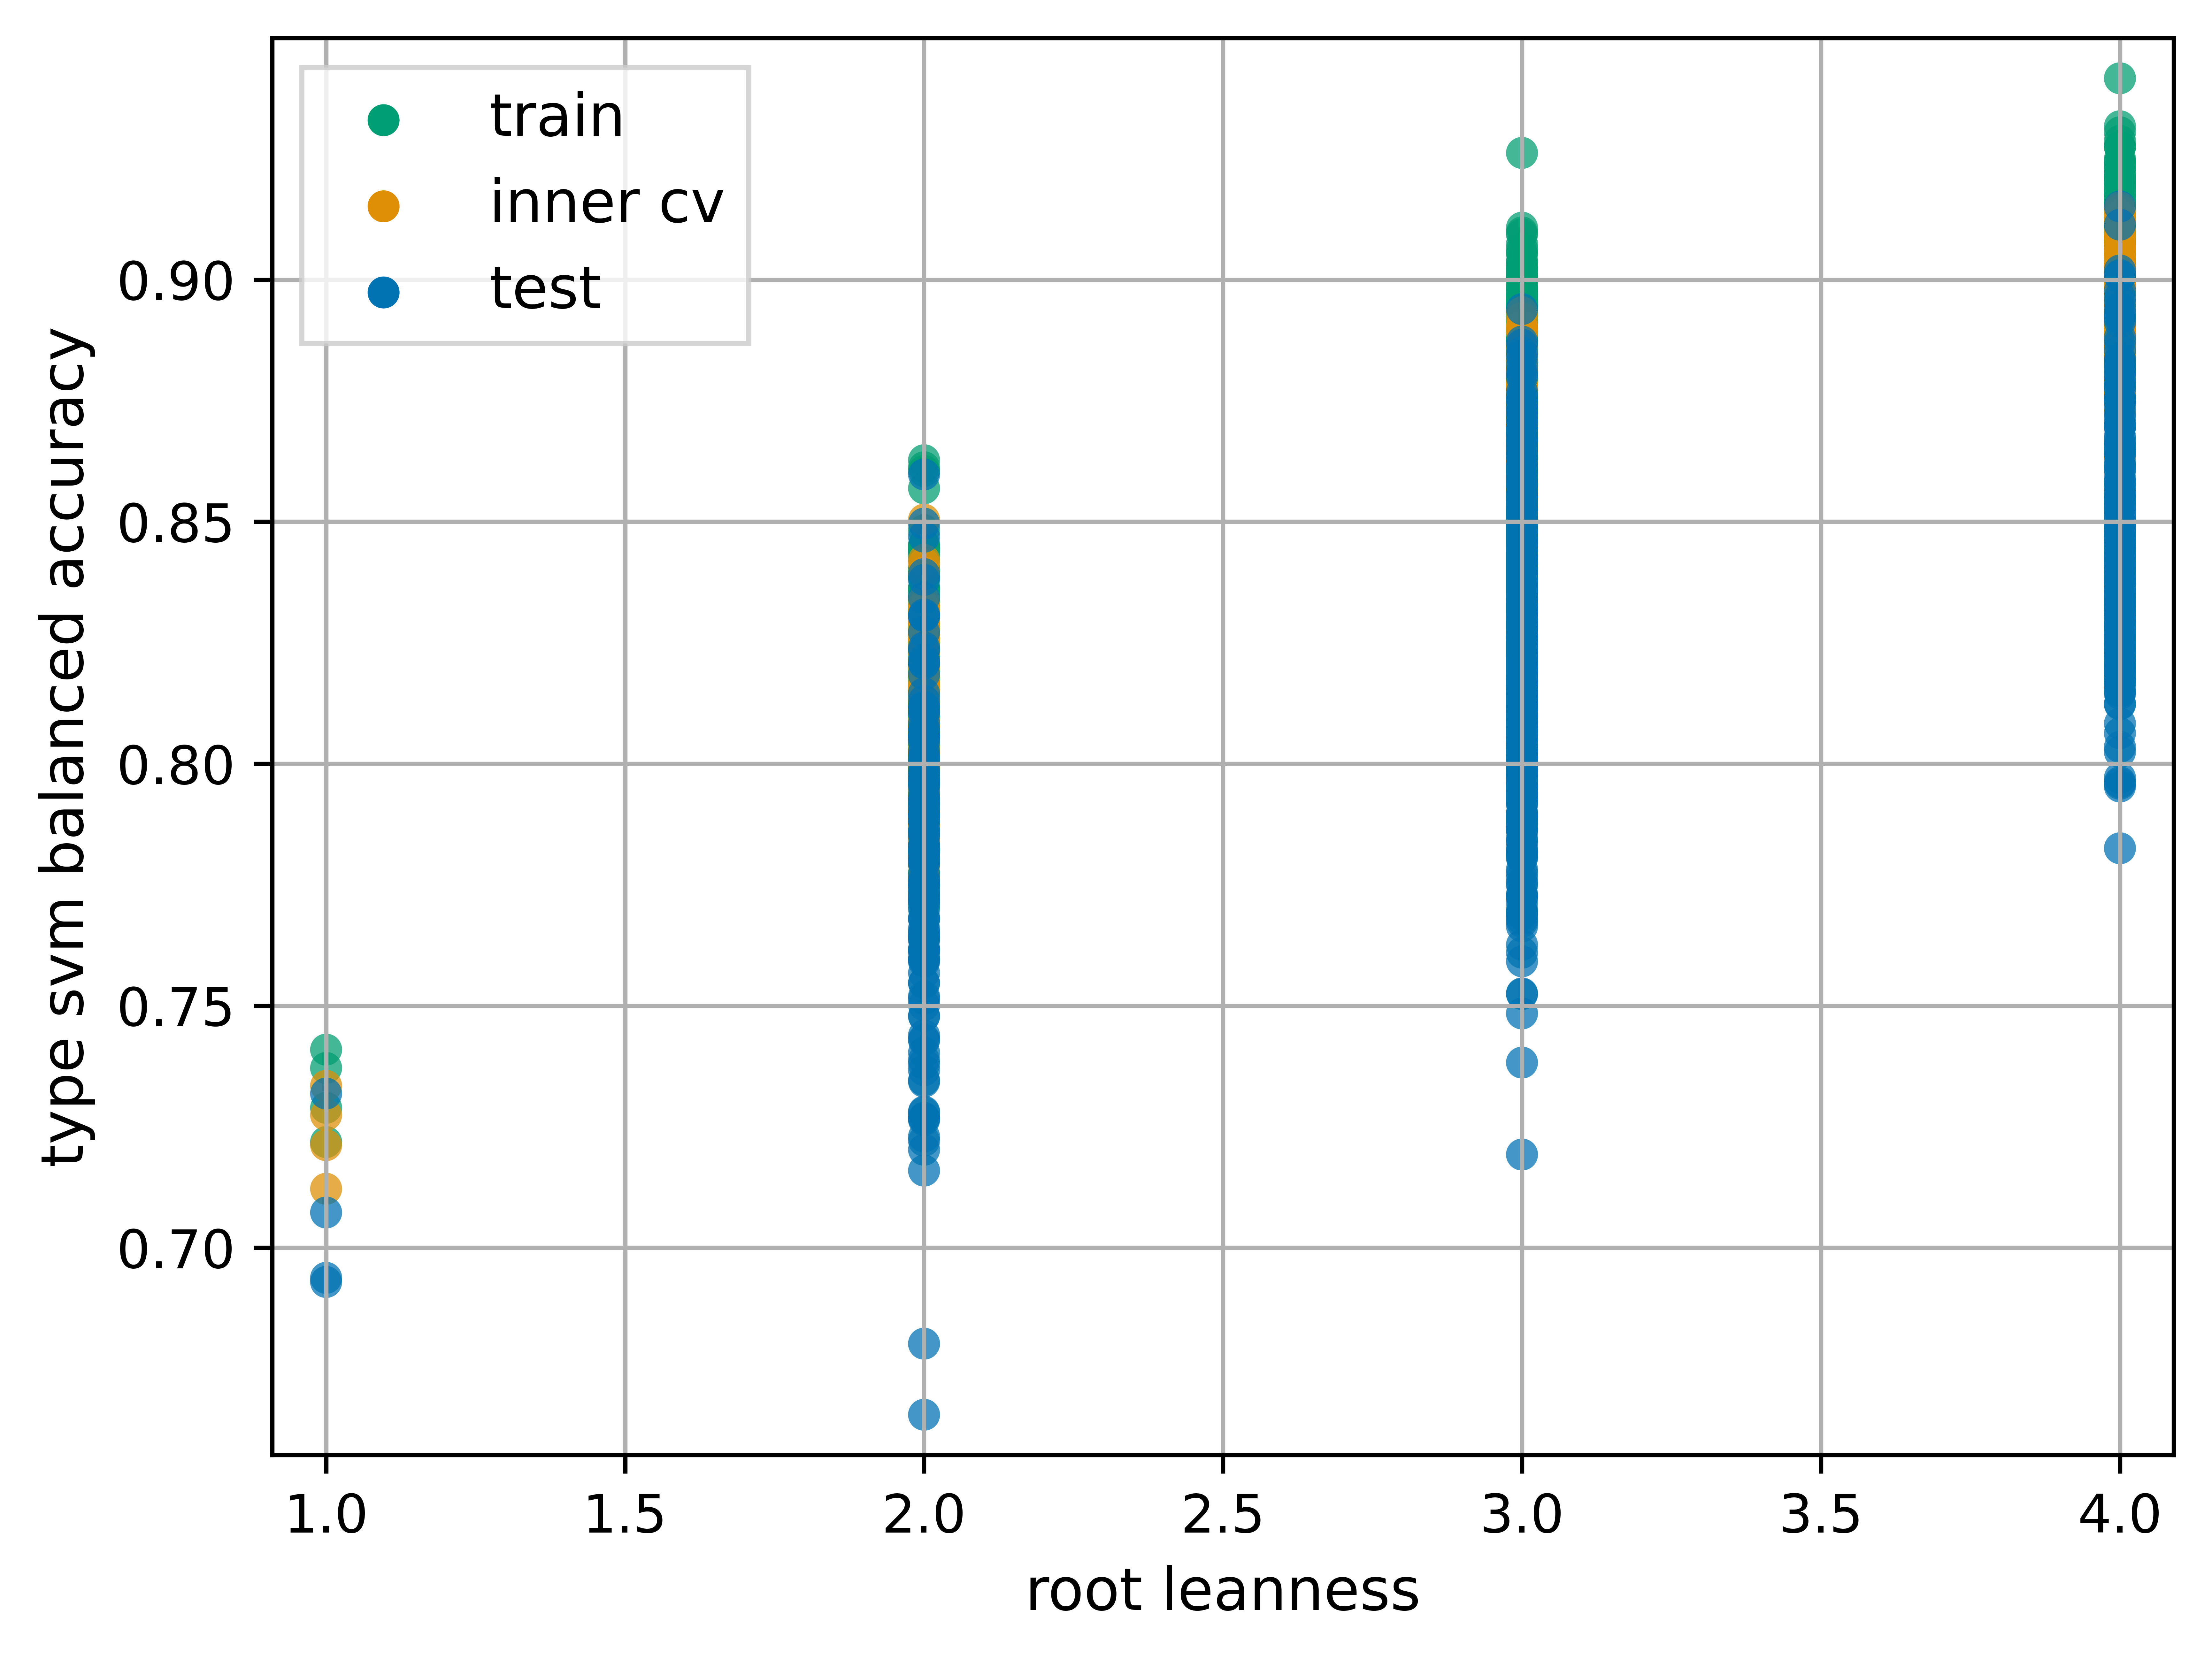 train
inner cv
test
type svm balanced accuracy
0.90
0.85
0.80
0.75
0.70
1.0 1.5 2.0 2.5 3.0 3.5 4.0
root leanness